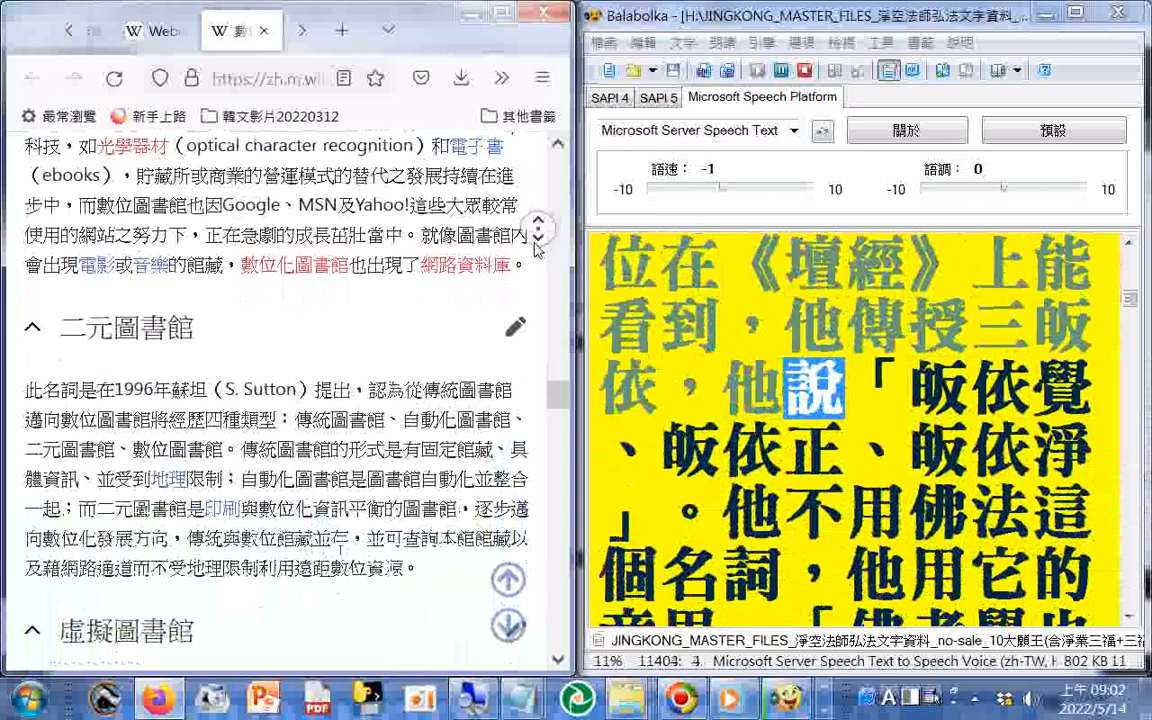 Web
數
https://zh.m.wi
最常瀏覽
新手上路
韓文影片20220312
其他書籤
科技，如光學器材（optical character recognition）和電子書
（ebooks），貯藏所或商業的營運模式的替代之發展持續在進
步中，而數位圖書館也因Google、MSN及Yahoo!這些大眾較常
使用的網站之努力下，正在急劇的成長茁壯當中。就像圖書館內
會出現電影或音樂的館藏，數位化圖書館也出現了網路資料庫。
二元圖書館
此名詞是在1996年蘇坦（S. Sutton）提出，認為從傳統圖書館
邁向數位圖書館將經歷四種類型：傳統圖書館、自動化圖書館、
二元圖書館、數位圖書館。傳統圖書館的形式是有固定館藏、具
體資訊、並受到地理限制；自動化圖書館是圖書館自動化並整合
一起；而二元圖書館是印刷與數位化資訊平衡的圖書館，逐步邁
向數位化發展方向，傳統與數位館藏並存，並可查詢本館館藏以
及藉網路通道而不受地理限制利用遠距數位資源。
虛擬圖書館
Balabolka - [H:\JINGKONG_MASTER_FILES_淨空法師弘法文字資料_...
檔案 編輯 文字 朗讀 引擎 選項 檢視 工具 書籤 說明
SAPI 4 SAPI 5 Microsoft Speech Platform
Microsoft Server Speech Text
關於
預設
語速： -1
語調： 0
-10 10 -10 10
位在《壇經》上能
看到，他傳授三皈
依，他說「皈依覺
、皈依正、皈依淨
」。他不用佛法這
個名詞，他用它的
意思，「佛者覺也
JINGKONG_MASTER_FILES_淨空法師弘法文字資料_no-sale_10大願王(含淨業三福+三福
11% 11404: 4. Microsoft Server Speech Text to Speech Voice (zh-TW, H 802 KB 11
上午 09:02
2022/5/14